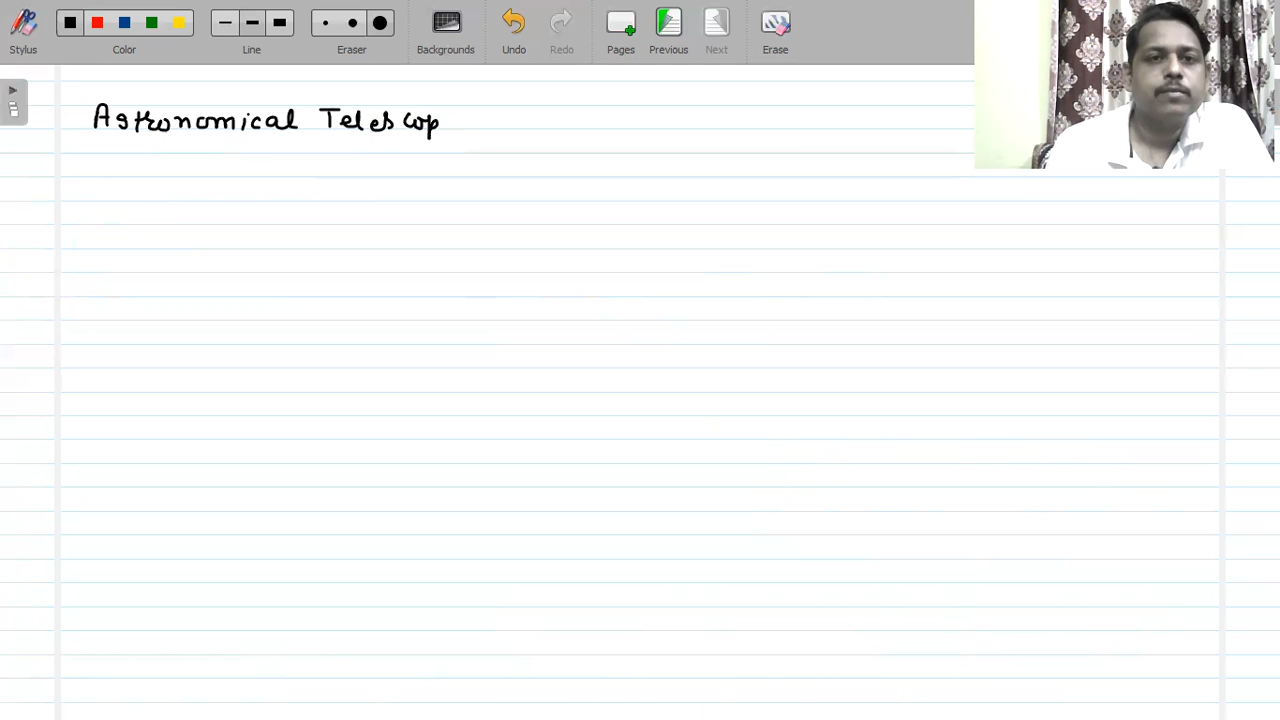 Stylus
Color
Line
Eraser
Backgrounds
Undo
Redo
Pages
Previous
Next
Erase
Astronomical Telescop